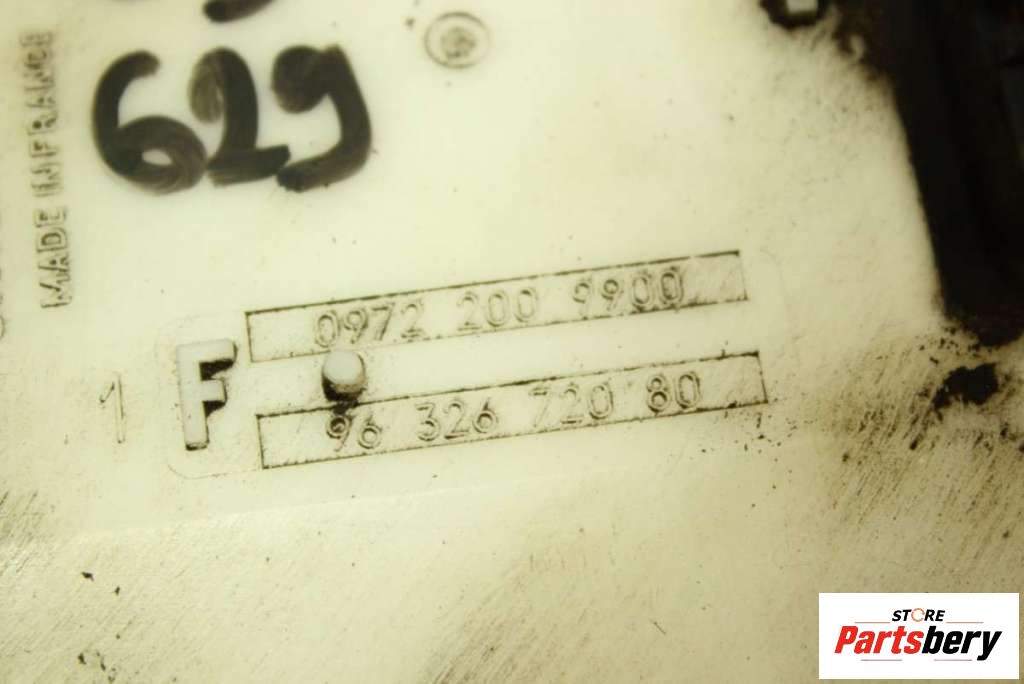 629
MADE IN FRANCE
0972 200 9900
1 F
96 326 720 80
STORE
Partsbery